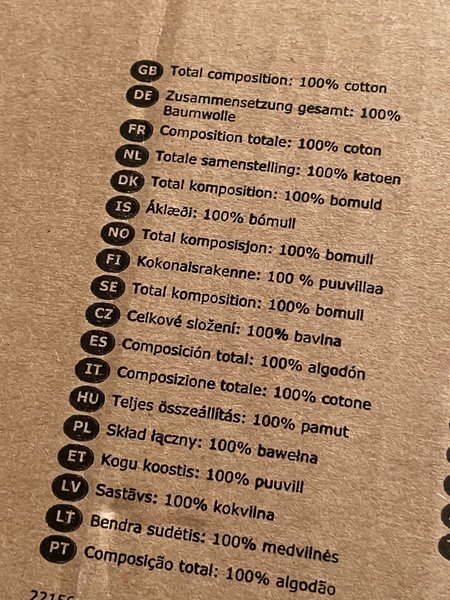 GB Total composition: 100% cotton
DE Zusammensetzung gesamt: 100%
Baumwolle
FR Composition totale: 100% coton
NL Totale samenstelling: 100% katoen
DK Total komposition: 100% bomuld
IS Áklæði: 100% bómull
NO Total komposisjon: 100% bomull
FI Kokonaisrakenne: 100 % puuvillaa
SE Total komposition: 100% bomull
CZ Celkové složení: 100% bavlna
ES Composición total: 100% algodón
IT Composizione totale: 100% cotone
HU Teljes összeállítás: 100% pamut
PL Skład łączny: 100% bawełna
ET Kogu koostis: 100% puuvill
LV Sastāvs: 100% kokvilna
LT Bendra sudėtis: 100% medvilnės
PT Composição total: 100% algodão